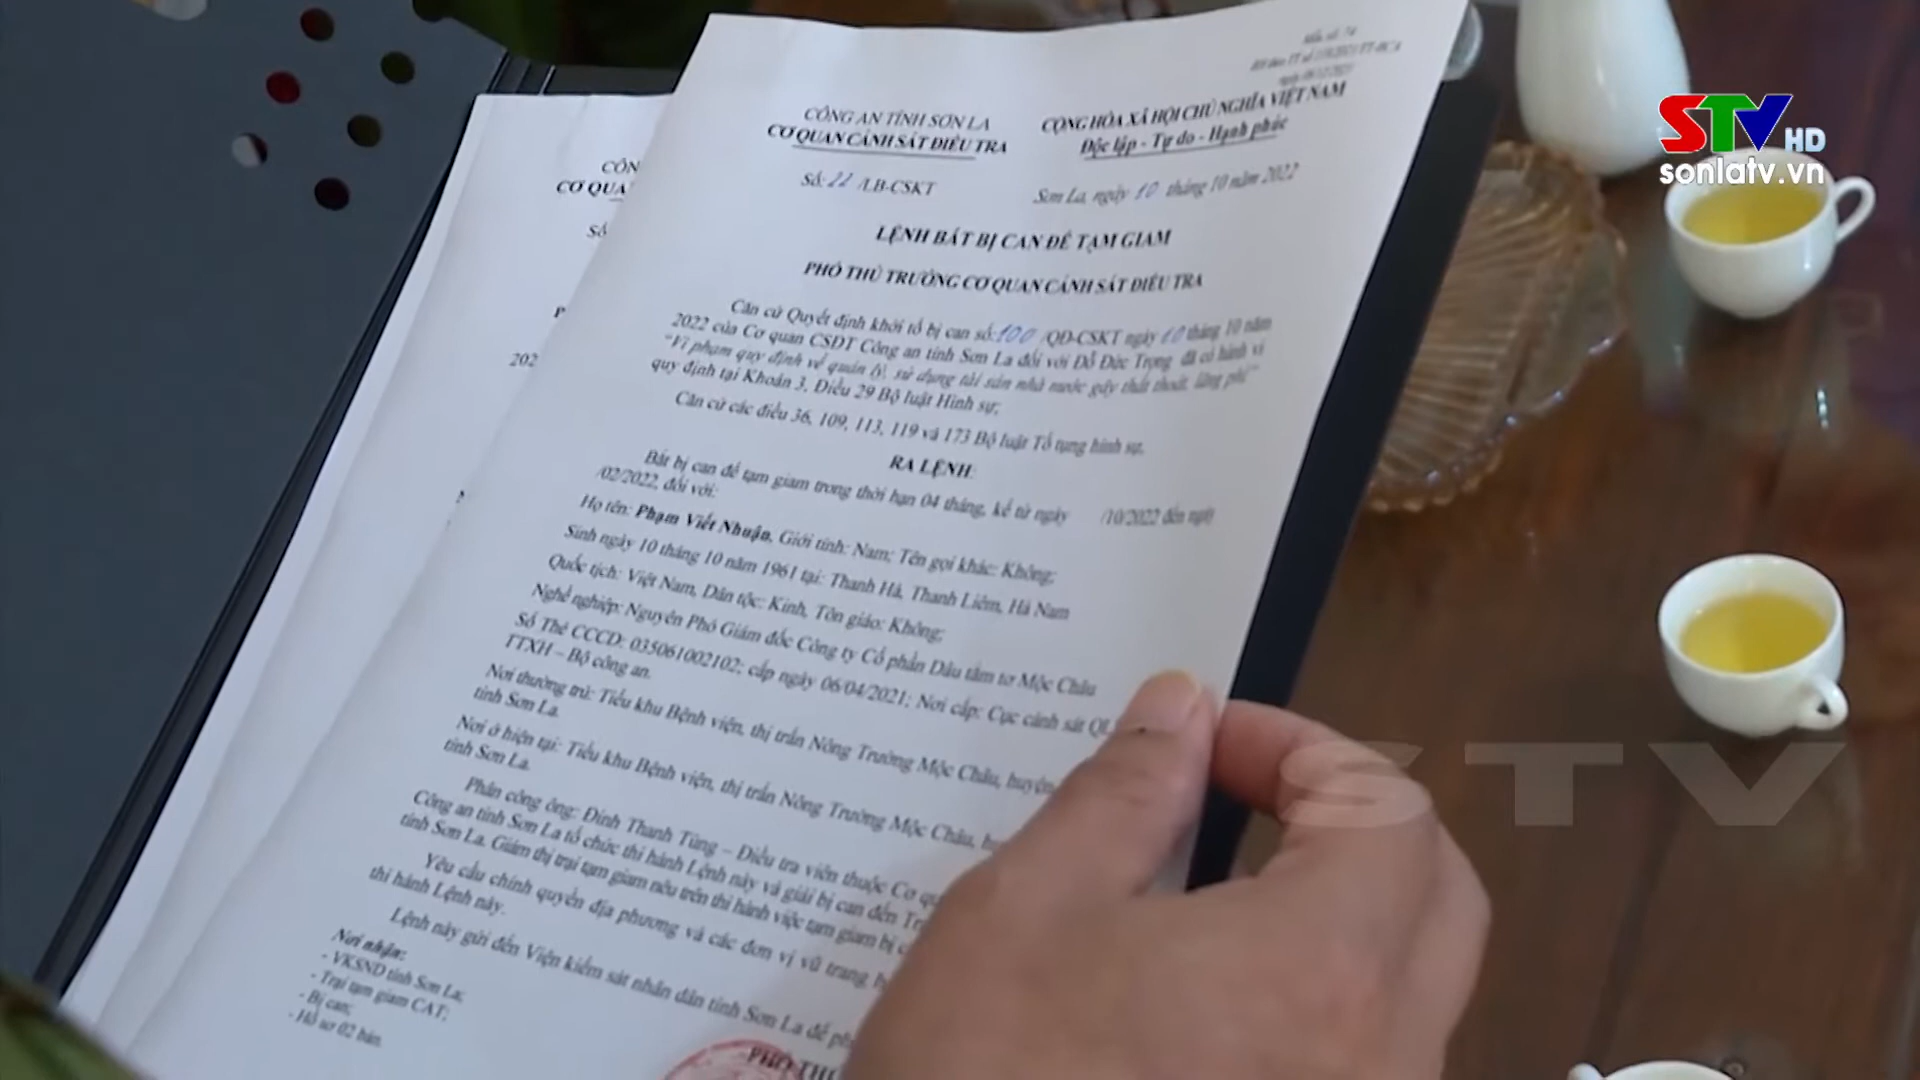 STV HD
sonlatv.vn
CÔNG AN TỈNH SƠN LA
CƠ QUAN CẢNH SÁT ĐIỀU TRA
Số: 22 /LB-CSKT
CỘNG HÒA XÃ HỘI CHỦ NGHĨA VIỆT NAM
Độc lập - Tự do - Hạnh phúc
Sơn La, ngày 10 tháng 10 năm 2022
LỆNH BẮT BỊ CAN ĐỂ TẠM GIAM
PHÓ THỦ TRƯỞNG CƠ QUAN CẢNH SÁT ĐIỀU TRA
Căn cứ Quyết định khởi tố bị can số: 100 /QĐ-CSKT ngày 10 tháng 10 năm
2022 của Cơ quan CSĐT Công an tỉnh Sơn La đối với Đỗ Đức Trọng đã có hành vi
"Vi phạm quy định về quản lý, sử dụng tài sản nhà nước gây thất thoát, lãng phí"
quy định tại Khoản 3, Điều 29 Bộ luật Hình sự;
Căn cứ các điều 36, 109, 113, 119 và 173 Bộ luật Tố tụng hình sự,
RA LỆNH:
Bắt bị can để tạm giam trong thời hạn 04 tháng, kể từ ngày /10/2022 đến ngày
/02/2022, đối với:
Họ tên: Phạm Viết Nhuận, Giới tính: Nam; Tên gọi khác: Không;
Sinh ngày 10 tháng 10 năm 1961 tại: Thanh Hà, Thanh Liêm, Hà Nam
Quốc tịch: Việt Nam, Dân tộc: Kinh, Tôn giáo: Không;
Nghề nghiệp: Nguyên Phó Giám đốc Công ty Cổ phần Dâu tằm tơ Mộc Châu
Số Thẻ CCCD: 035061002102; cấp ngày 06/04/2021; Nơi cấp: Cục cảnh sát QL
TTXH – Bộ công an.
Nơi thường trú: Tiểu khu Bệnh viện, thị trấn Nông Trường Mộc Châu, huyện
tỉnh Sơn La.
Nơi ở hiện tại: Tiểu khu Bệnh viện, thị trấn Nông Trường Mộc Châu,
tỉnh Sơn La.
Phân công ông: Đinh Thanh Tùng – Điều tra viên thuộc Cơ
Công an tỉnh Sơn La tổ chức thi hành Lệnh này và giải bị can đến
tỉnh Sơn La. Giám thị trại tạm giam nêu trên thi hành việc tạm giam bị
Yêu cầu chính quyền địa phương và các đơn vị vũ trang
thi hành Lệnh này.
Lệnh này gửi đến Viện kiểm sát nhân dân tỉnh Sơn La để
Nơi nhận:
- VKSND tỉnh Sơn La;
- Trại tạm giam CAT;
- Bị can;
- Hồ sơ 02 bản.
PHÓ
STV